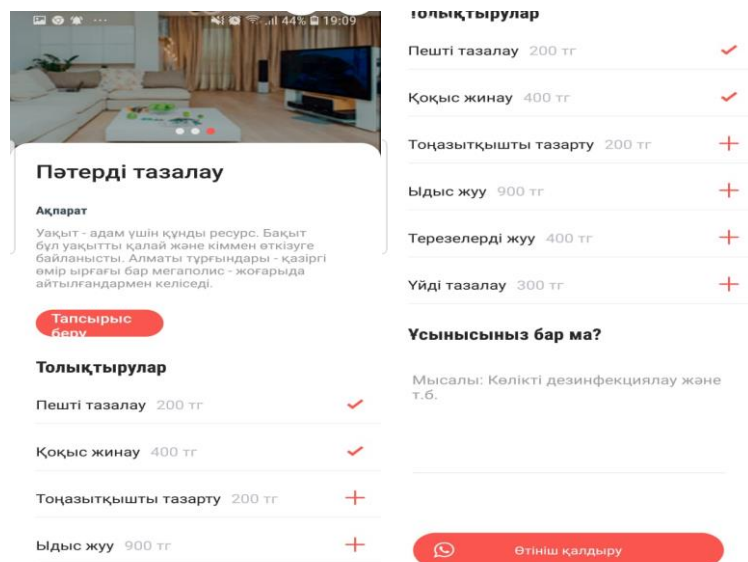 44% 19:09
Пәтерді тазалау
Ақпарат
Уақыт - адам үшін құнды ресурс. Бақыт
бұл уақытты қалай және кіммен өткізуге
байланысты. Алматы тұрғындары - қазіргі
өмір ырғағы бар мегаполис - жоғарыда
айтылғандармен келіседі.
Тапсырыс
беру
Толықтырулар
Пешті тазалау 200 тг
Қоқыс жинау 400 тг
Тоңазытқышты тазарту 200 тг
Ыдыс жуу 900 тг
Толықтырулар
Пешті тазалау 200 тг
Қоқыс жинау 400 тг
Тоңазытқышты тазарту 200 тг
Ыдыс жуу 900 тг
Терезелерді жуу 400 тг
Үйді тазалау 300 тг
Ұсынысыныз бар ма?
Мысалы: Көлікті дезинфекциялау және
т.б.
Өтініш қалдыру